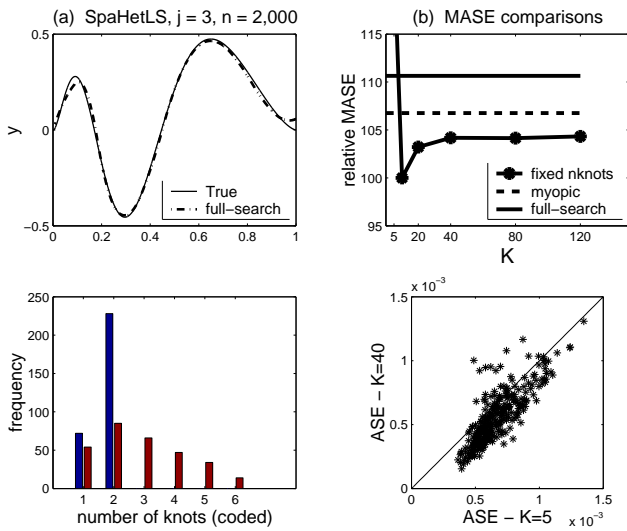 (a) SpaHetLS, j = 3, n = 2,000
0.5
0
−0.5
y
0 0.2 0.4 0.6 0.8 1
True
full-search
(b) MASE comparisons
115
110
105
100
95
relative MASE
5 20 40 80 120
K
fixed nknots
myopic
full-search
250
200
150
100
50
0
frequency
1 2 3 4 5 6
number of knots (coded)
x 10⁻³
1.5
1
0.5
0
ASE − K=40
0 0.5 1 1.5
ASE − K=5
x 10⁻³